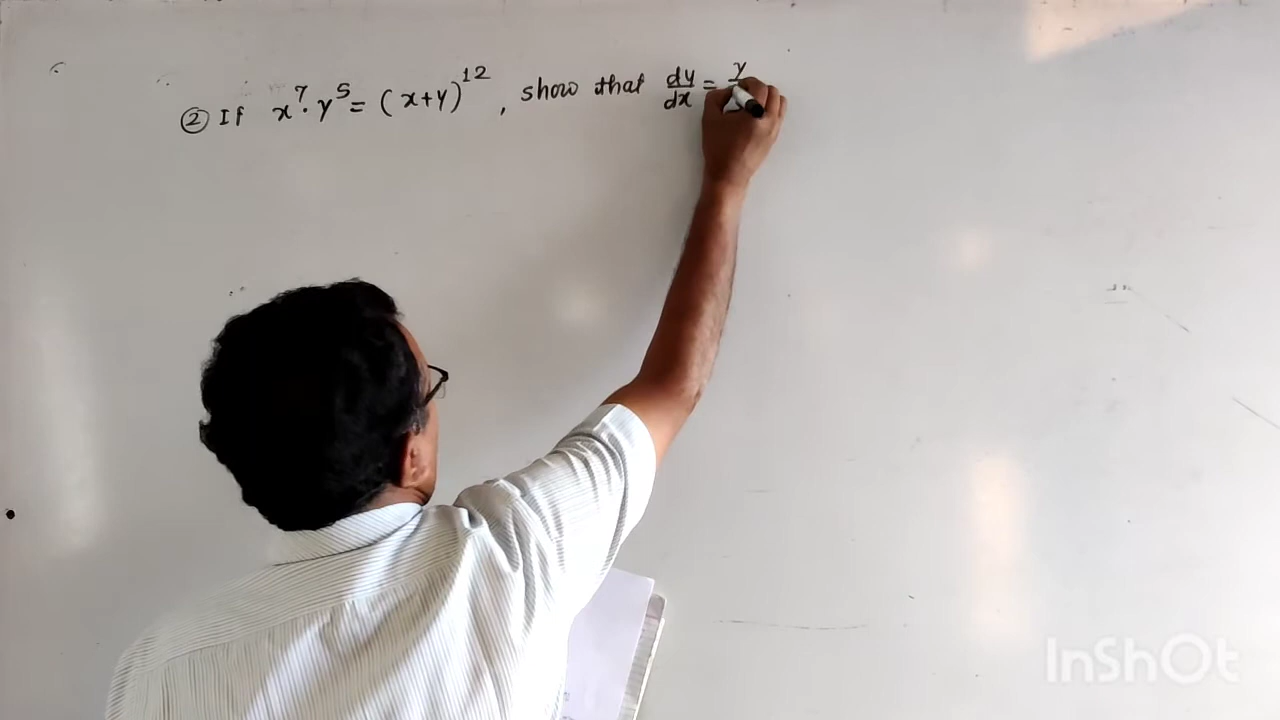 ② If x⁷·y⁵ = (x+y)¹², show that dy/dx = y
InShOt